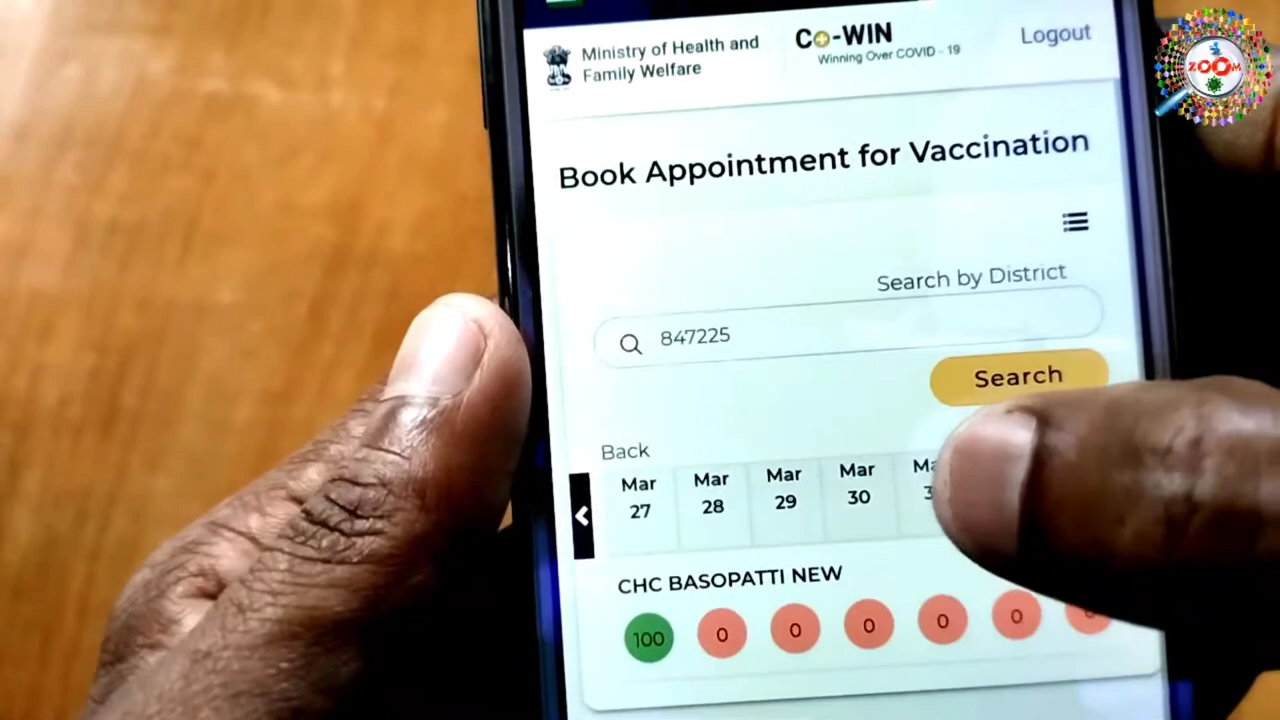 Ministry of Health and
Family Welfare
Co-WIN
Winning Over COVID - 19
Logout
ZOOM
Book Appointment for Vaccination
Search by District
847225
Search
Back
Mar Mar Mar Mar
27 28 29 30
CHC BASOPATTI NEW
100 0 0 0 0 0